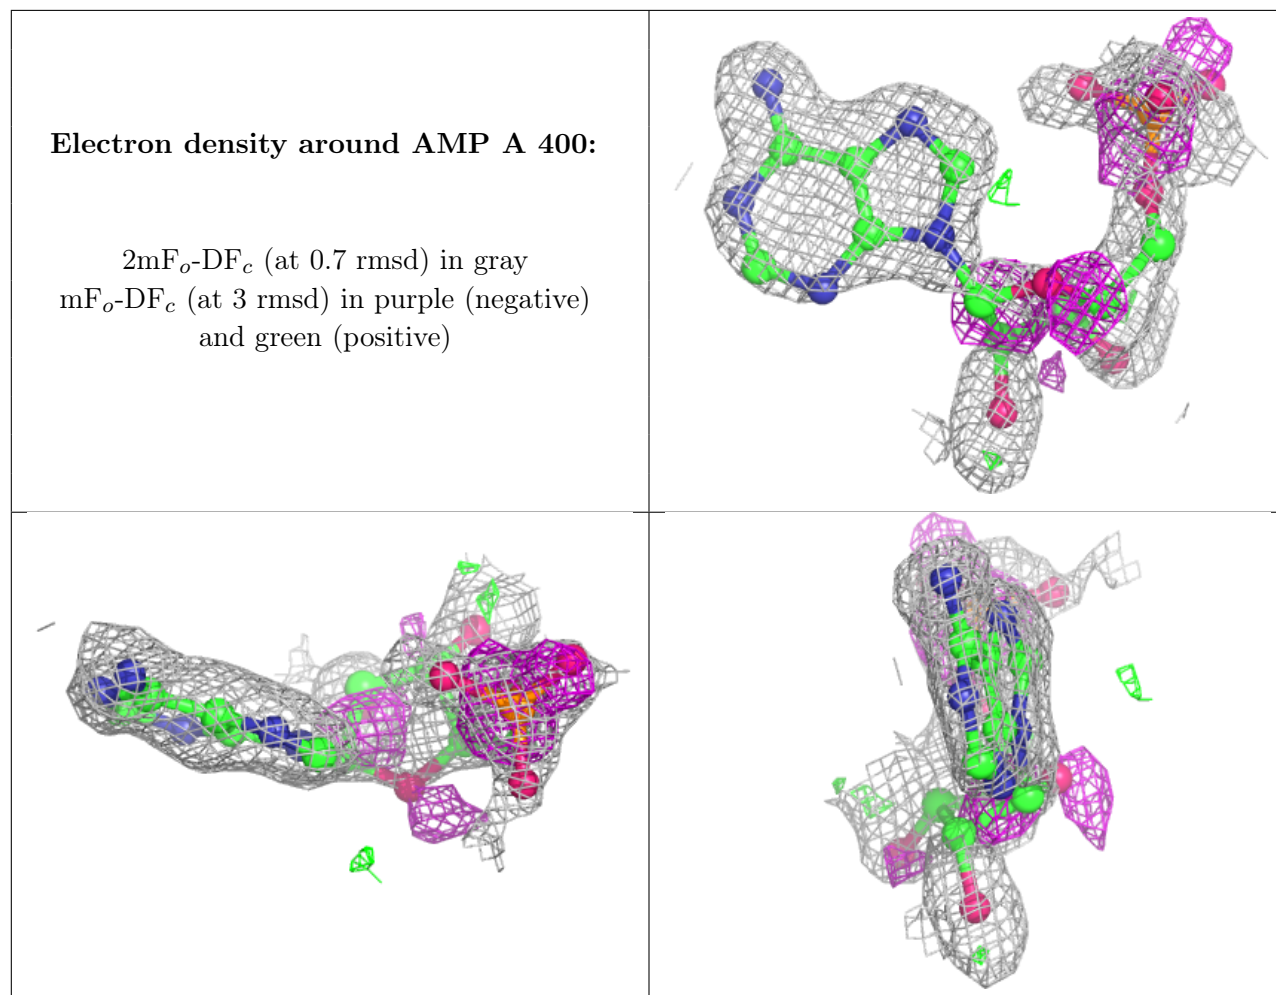 Electron density around AMP A 400:
2mFo-DFc (at 0.7 rmsd) in gray
mFo-DFc (at 3 rmsd) in purple (negative)
and green (positive)